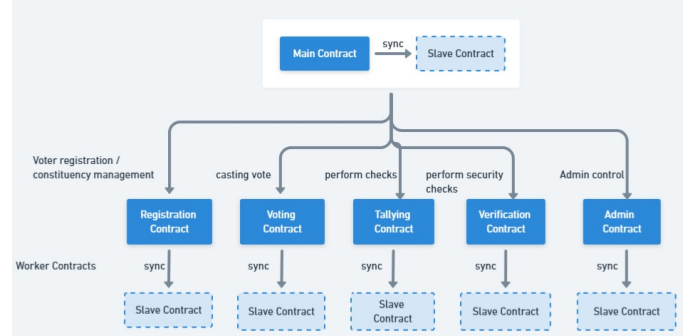 sync
Main Contract
Slave Contract
Voter registration /
constituency management
casting vote
perform checks
perform security
checks
Admin control
Registration
Contract
Voting
Contract
Tallying
Contract
Verification
Contract
Admin
Contract
Worker Contracts
sync
sync
sync
sync
sync
Slave Contract
Slave Contract
Slave
Contract
Slave Contract
Slave Contract